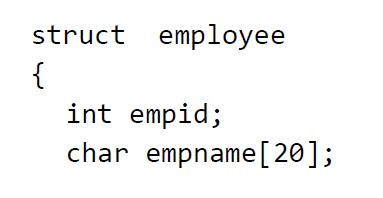 struct  employee
{
  int empid;
  char empname[20];